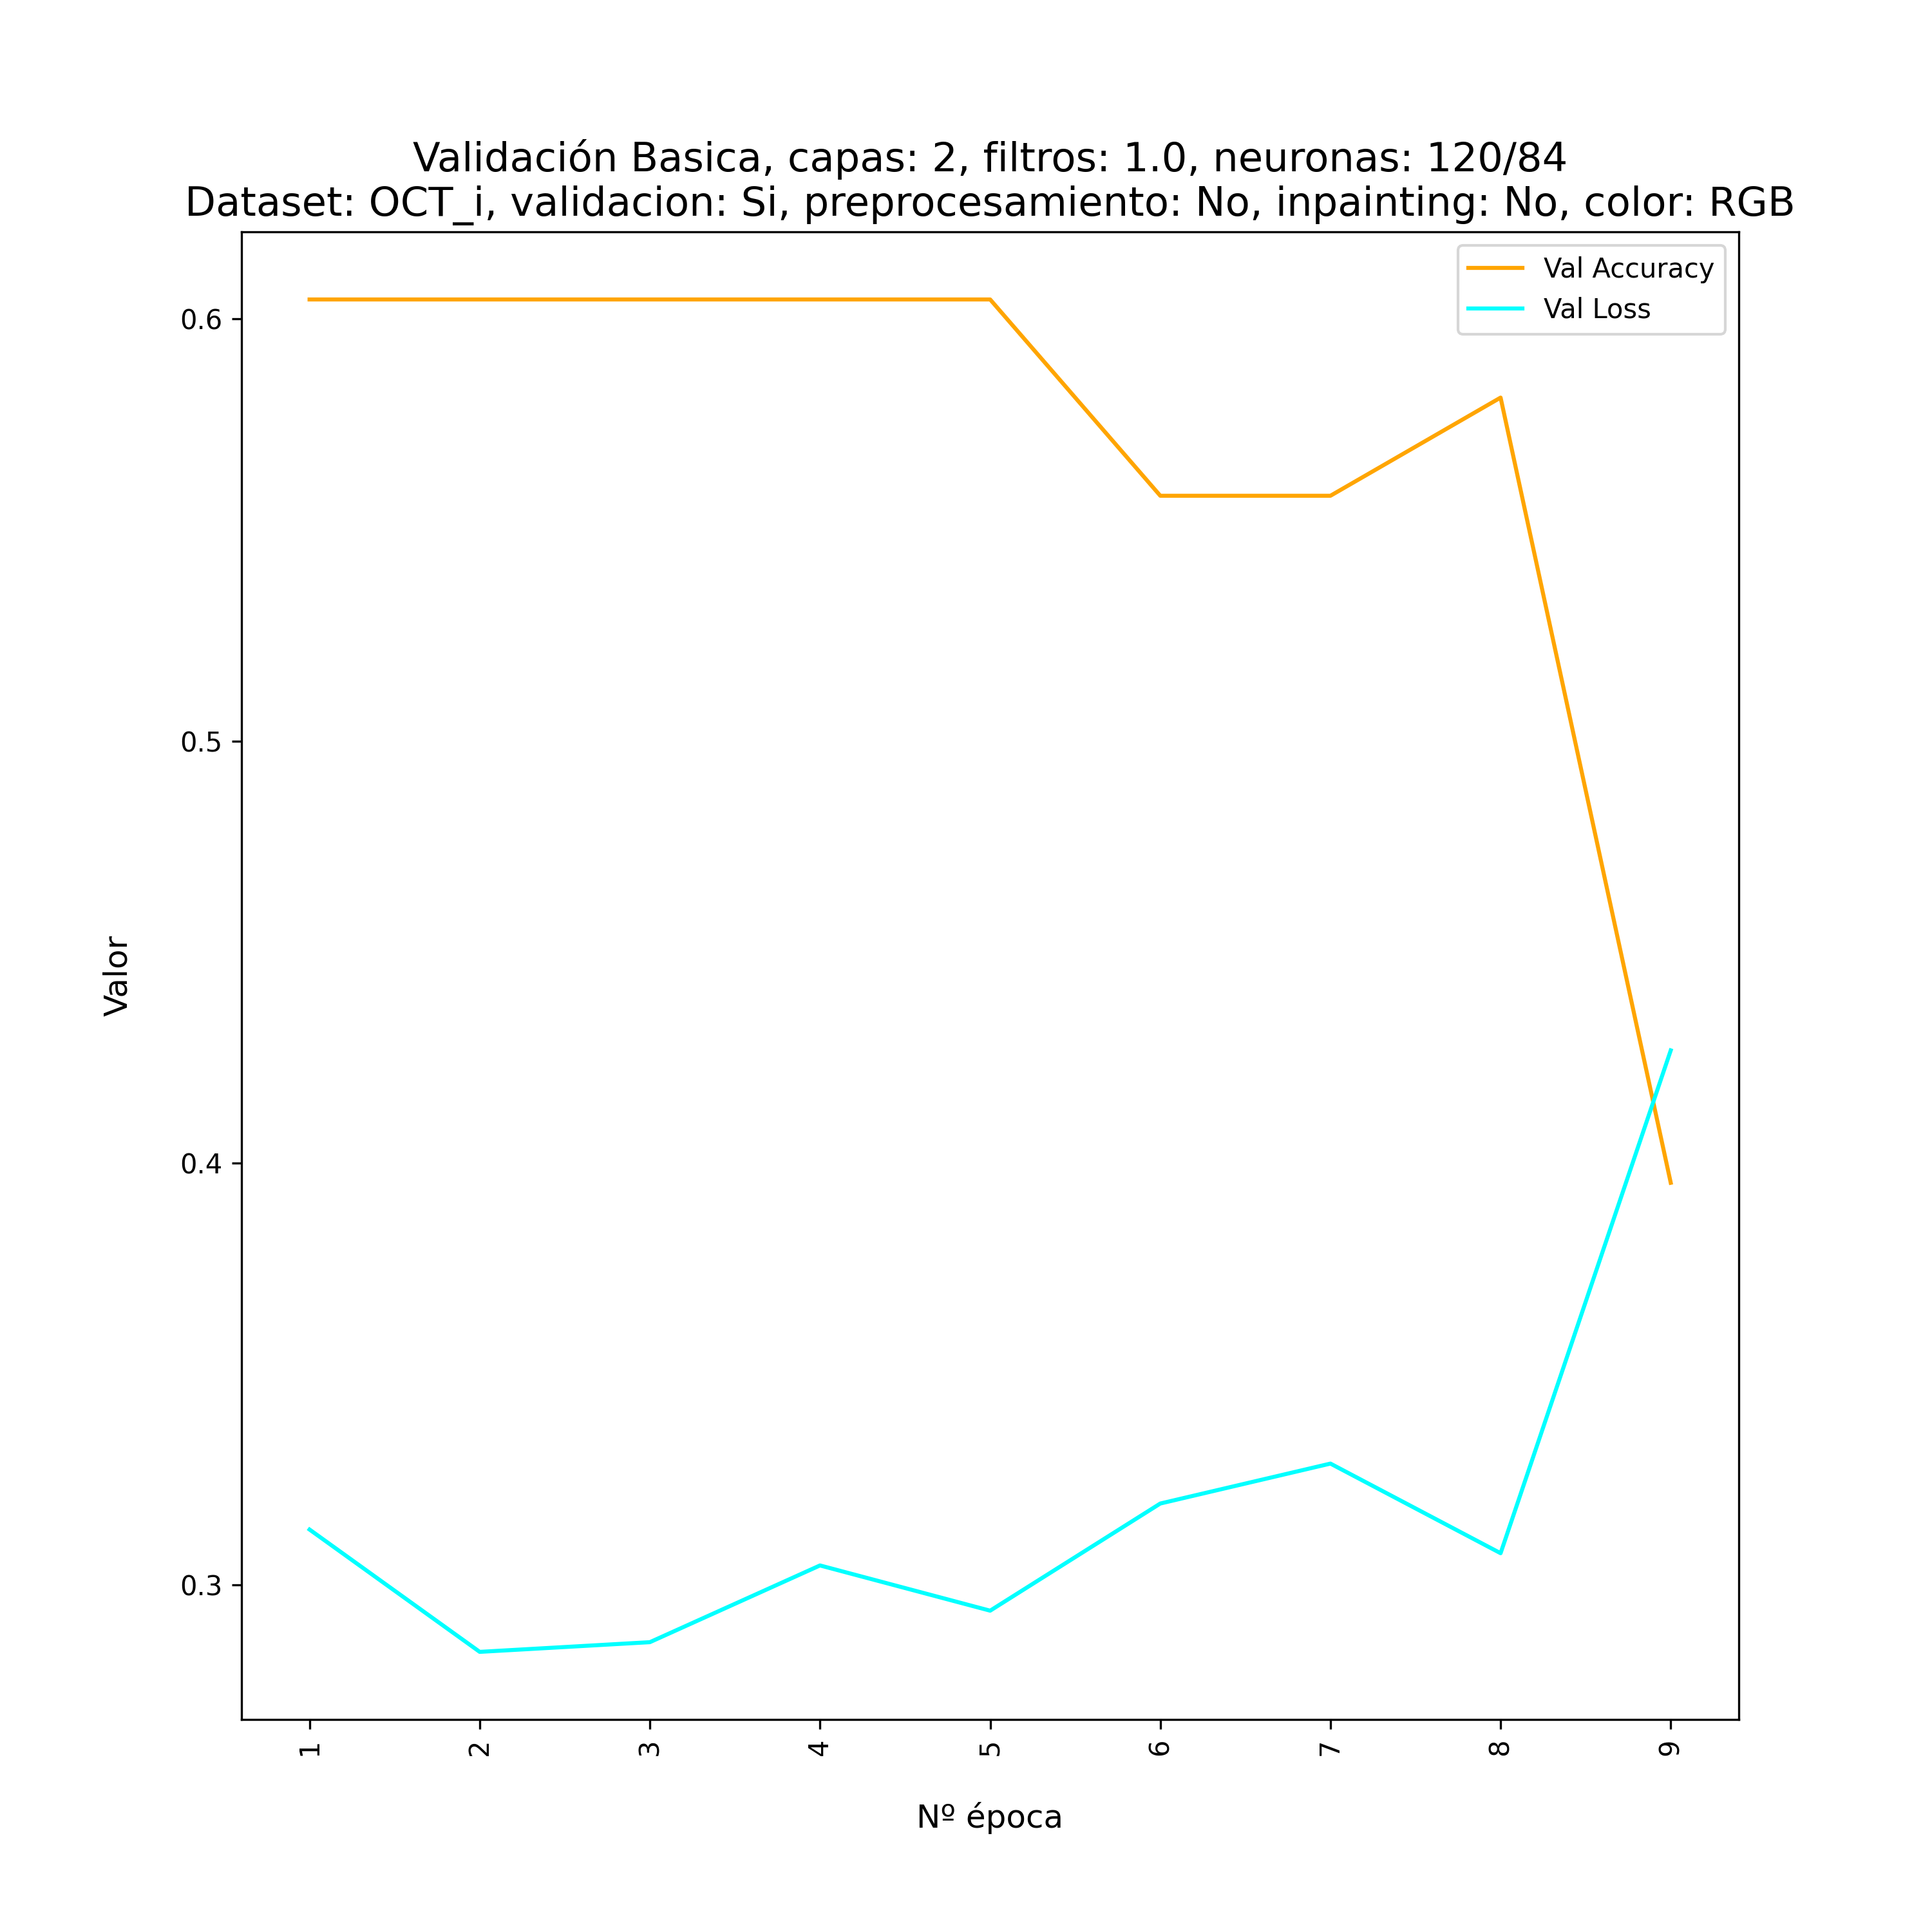 Validación Basica, capas: 2, filtros: 1.0, neuronas: 120/84
Dataset: OCT_i, validacion: Si, preprocesamiento: No, inpainting: No, color: RGB
Val Accuracy
Val Loss
0.6
0.5
0.4
0.3
Valor
1 2 3 4 5 6 7 8 9
Nº época